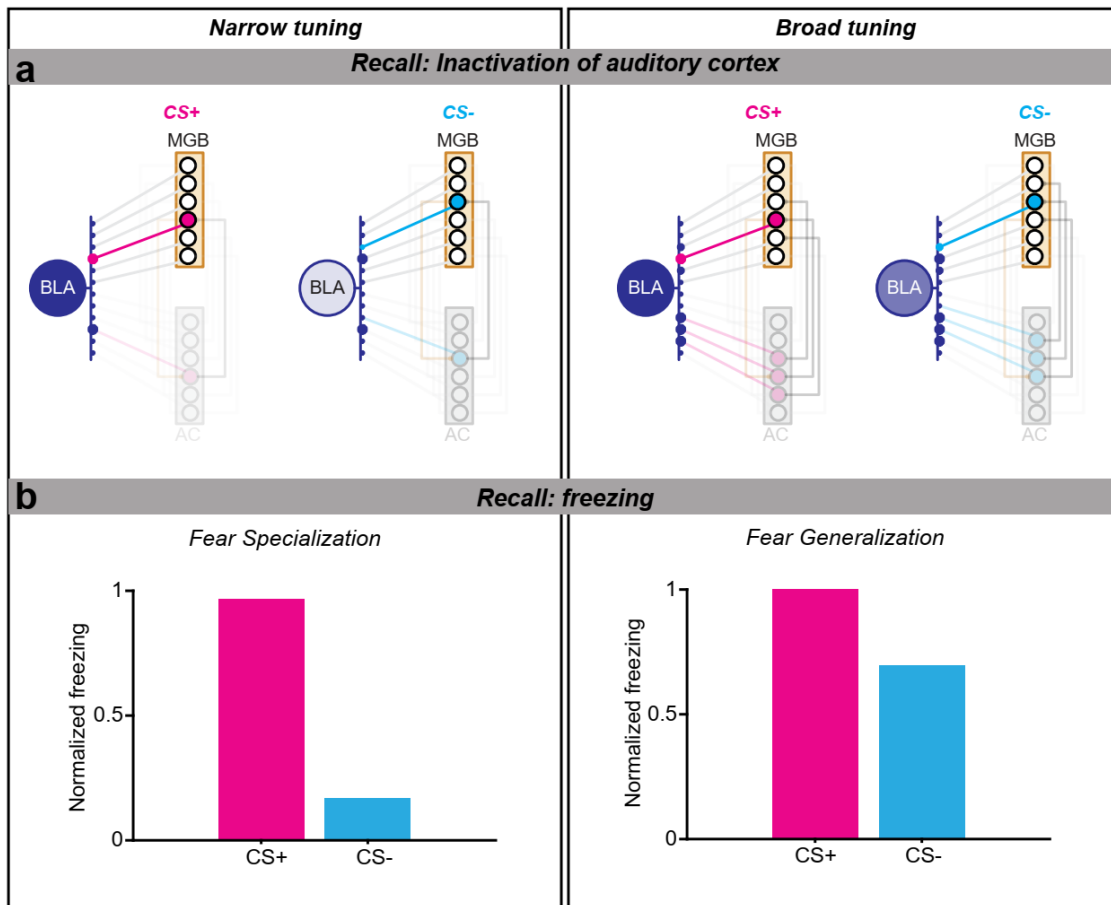 Narrow tuning
Broad tuning
a
Recall: Inactivation of auditory cortex
CS+
MGB
BLA
AC
CS-
MGB
BLA
AC
CS+
MGB
BLA
AC
CS-
MGB
BLA
AC
b
Recall: freezing
Fear Specialization
Normalized freezing
1
0.5
0
CS+
CS-
Fear Generalization
Normalized freezing
1
0.5
0
CS+
CS-